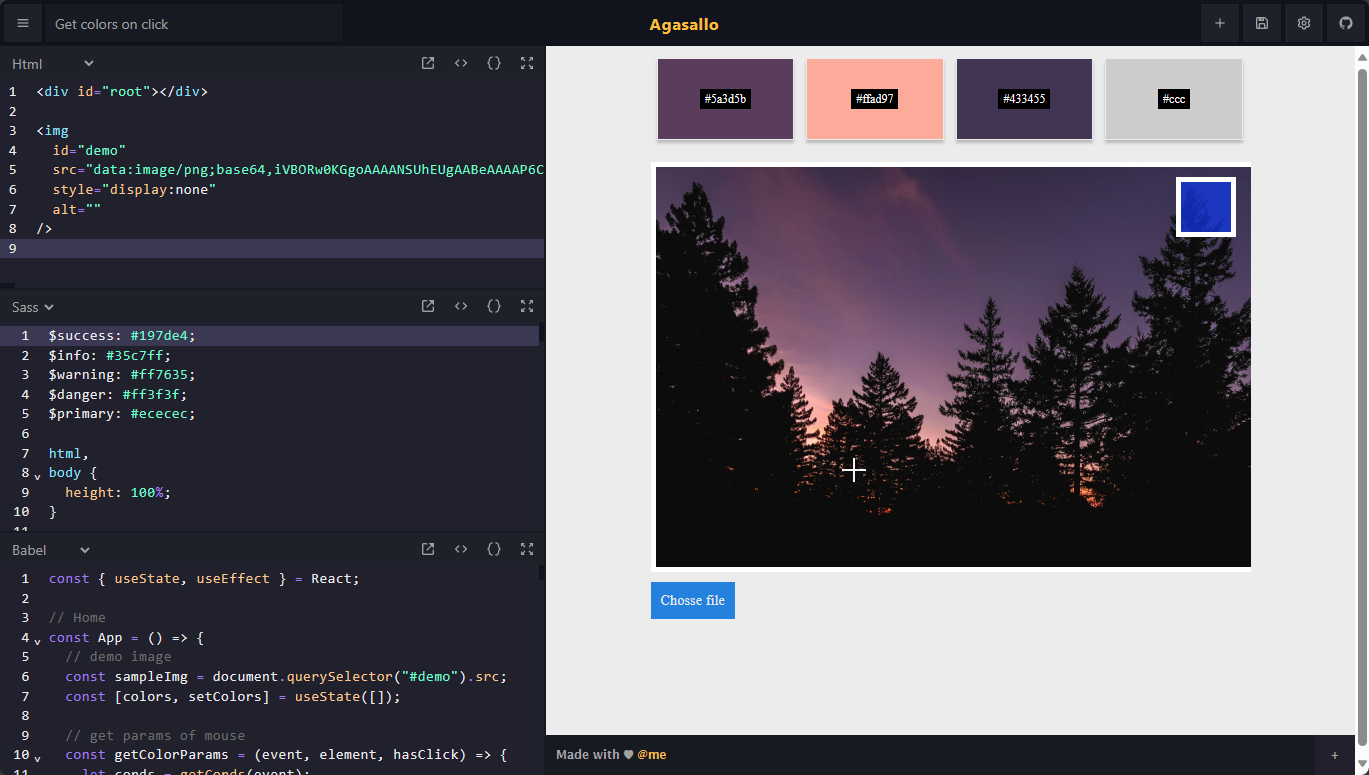 Get colors on click
Agasallo
Html
1 <div id="root"></div>
2
3 <img
4 id="demo"
5 src="data:image/png;base64,iVBORw0KGgoAAAANSUhEUgAABeAAAAP6C
6 style="display:none"
7 alt=""
8 />
9
Sass
1 $success: #197de4;
2 $info: #35c7ff;
3 $warning: #ff7635;
4 $danger: #ff3f3f;
5 $primary: #ececec;
6
7 html,
8 body {
9 height: 100%;
10 }
11
Babel
1 const { useState, useEffect } = React;
2
3 // Home
4 const App = () => {
5 // demo image
6 const sampleImg = document.querySelector("#demo").src;
7 const [colors, setColors] = useState([]);
8
9 // get params of mouse
10 const getColorParams = (event, element, hasClick) => {
11 let cords = getCords(event);
#5a3d5b
#ffad97
#433455
#ccc
Chosse file
Made with ♥ @me